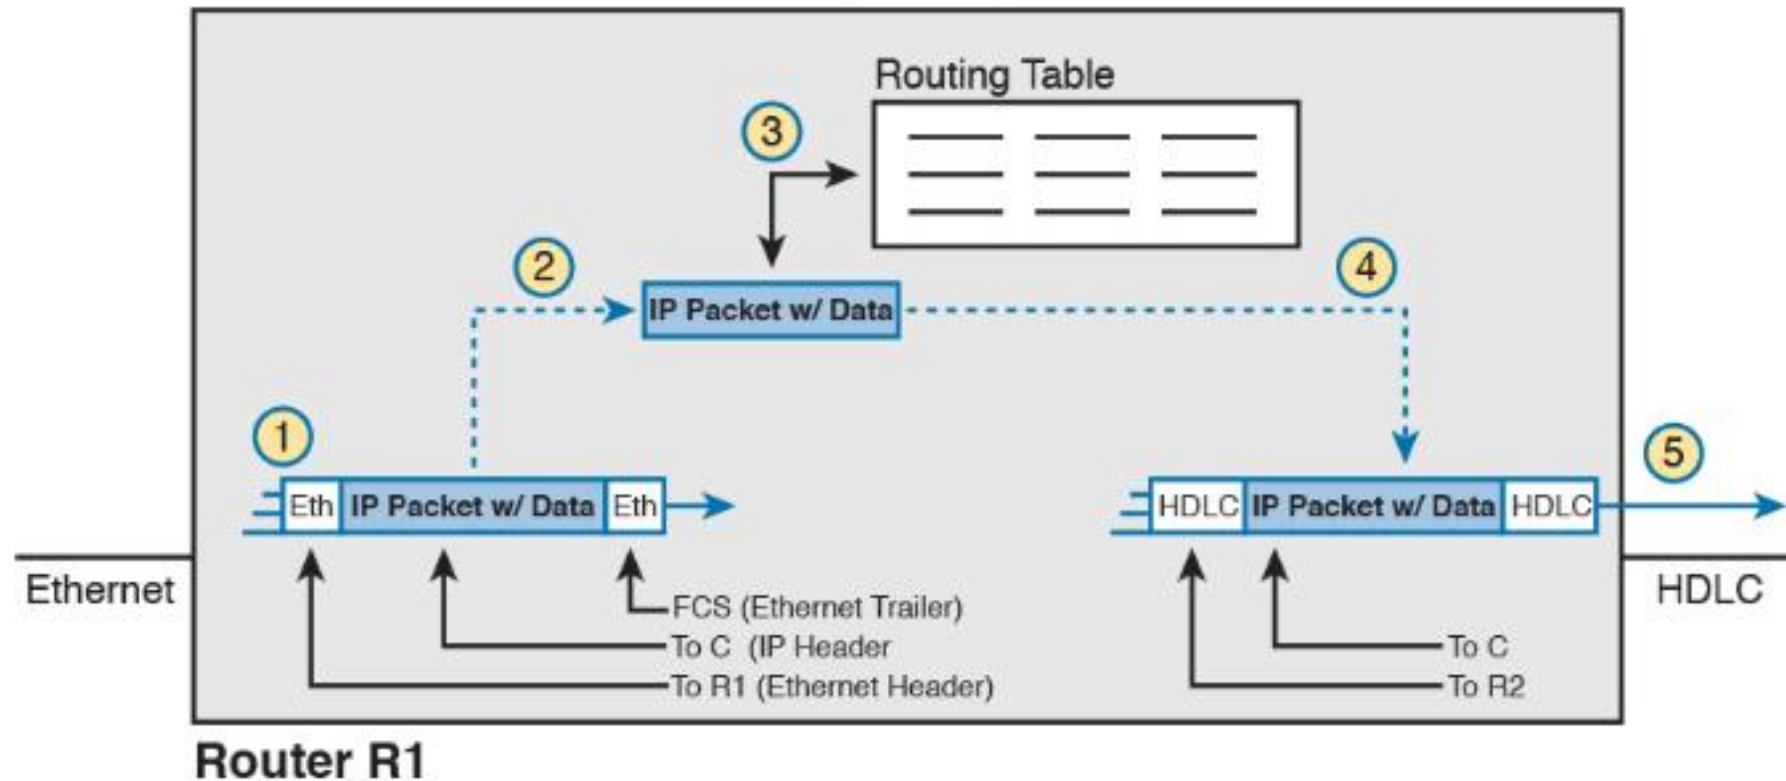 Routing Table
3
2
4
IP Packet w/ Data
1
5
Eth IP Packet w/ Data Eth
HDLC IP Packet w/ Data HDLC
Ethernet
HDLC
FCS (Ethernet Trailer)
To C (IP Header
To R1 (Ethernet Header)
To C
To R2
Router R1